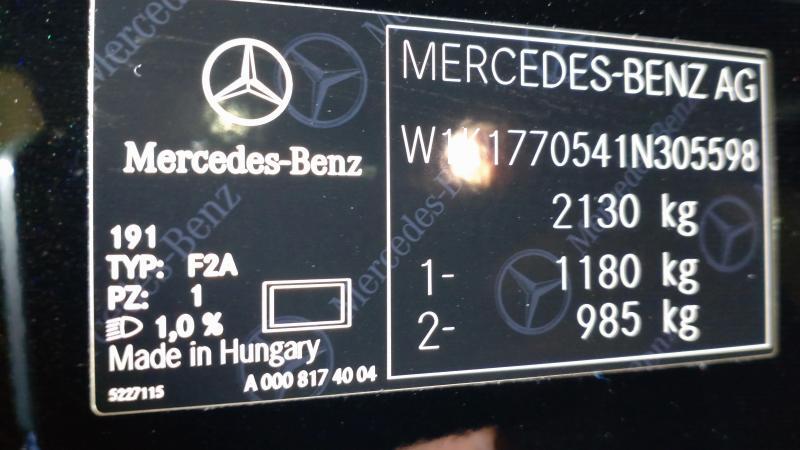 Mercedes-Benz
191
TYP: F2A
PZ: 1
1,0 %
Made in Hungary
5227115 A 000 817 40 04
MERCEDES-BENZ AG
W1K1770541N305598
2130 kg
1- 1180 kg
2- 985 kg